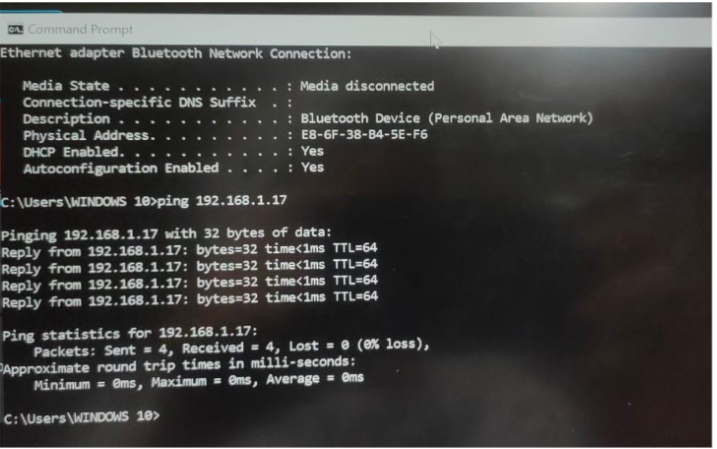 Command Prompt
Ethernet adapter Bluetooth Network Connection:
Media State . . . . . . . . . . . : Media disconnected
Connection-specific DNS Suffix . :
Description . . . . . . . . . . . : Bluetooth Device (Personal Area Network)
Physical Address. . . . . . . . . : E8-6F-38-B4-5E-F6
DHCP Enabled. . . . . . . . . . . : Yes
Autoconfiguration Enabled . . . . : Yes
C:\Users\WINDOWS 10>ping 192.168.1.17
Pinging 192.168.1.17 with 32 bytes of data:
Reply from 192.168.1.17: bytes=32 time<1ms TTL=64
Reply from 192.168.1.17: bytes=32 time<1ms TTL=64
Reply from 192.168.1.17: bytes=32 time<1ms TTL=64
Reply from 192.168.1.17: bytes=32 time<1ms TTL=64
Ping statistics for 192.168.1.17:
Packets: Sent = 4, Received = 4, Lost = 0 (0% loss),
Approximate round trip times in milli-seconds:
Minimum = 0ms, Maximum = 0ms, Average = 0ms
C:\Users\WINDOWS 10>